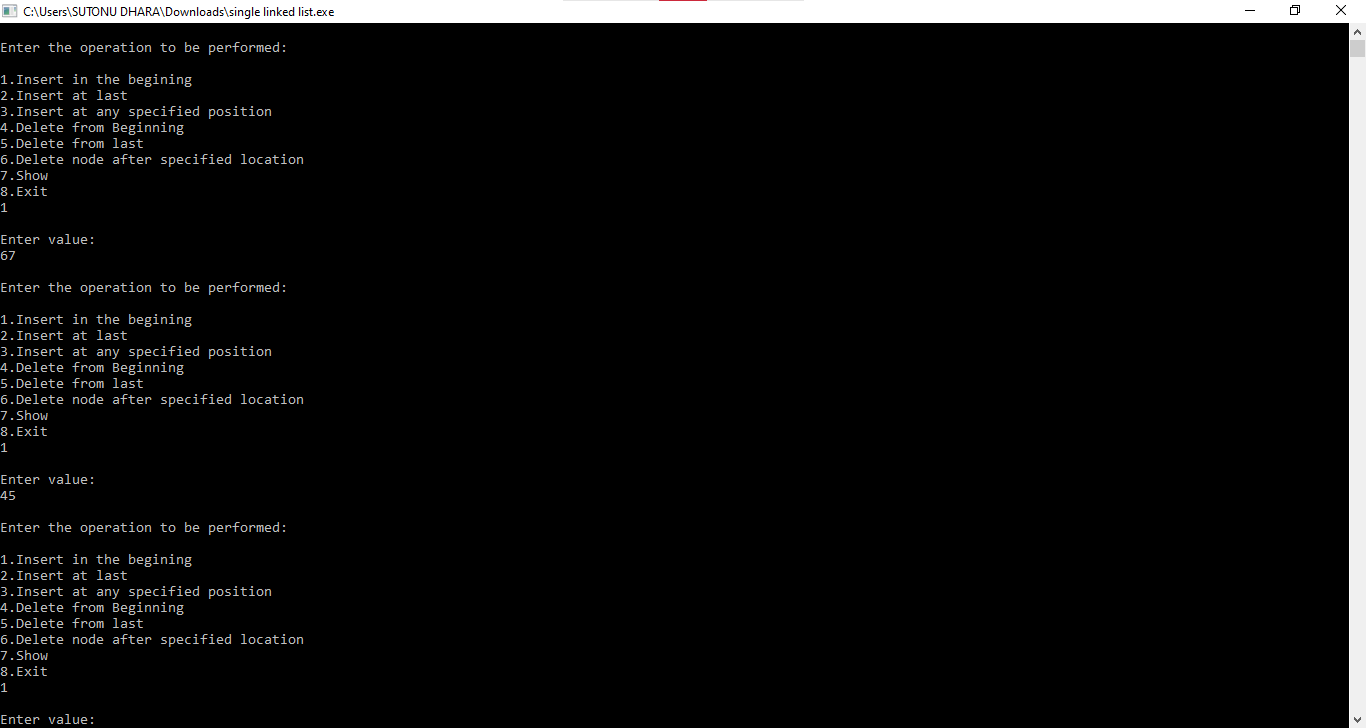 C:\Users\SUTONU DHARA\Downloads\single linked list.exe
Enter the operation to be performed:
1.Insert in the begining
2.Insert at last
3.Insert at any specified position
4.Delete from Beginning
5.Delete from last
6.Delete node after specified location
7.Show
8.Exit
1
Enter value:
67
Enter the operation to be performed:
1.Insert in the begining
2.Insert at last
3.Insert at any specified position
4.Delete from Beginning
5.Delete from last
6.Delete node after specified location
7.Show
8.Exit
1
Enter value:
45
Enter the operation to be performed:
1.Insert in the begining
2.Insert at last
3.Insert at any specified position
4.Delete from Beginning
5.Delete from last
6.Delete node after specified location
7.Show
8.Exit
1
Enter value: